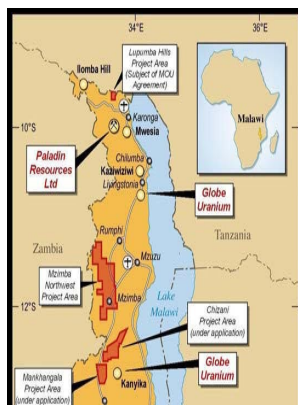 34°E
36°E
Lupumba Hills
Project Area
(Subject of MOU
Agreement)
Ilomba Hill
Karonga
Mwesia
10°S
Malawi
Paladin
Resources
Ltd
Chilumba
Kaziwiziwi
Livingstonia
Globe
Uranium
Rumphi
Zambia
Tanzania
Mzuzu
Mzimba
Northwest
Project Area
Mzimba
Lake
Malawi
12°S
Chizani
Project Area
(under application)
Globe
Uranium
Mankhangala
Project Area
(under application)
Kanyika